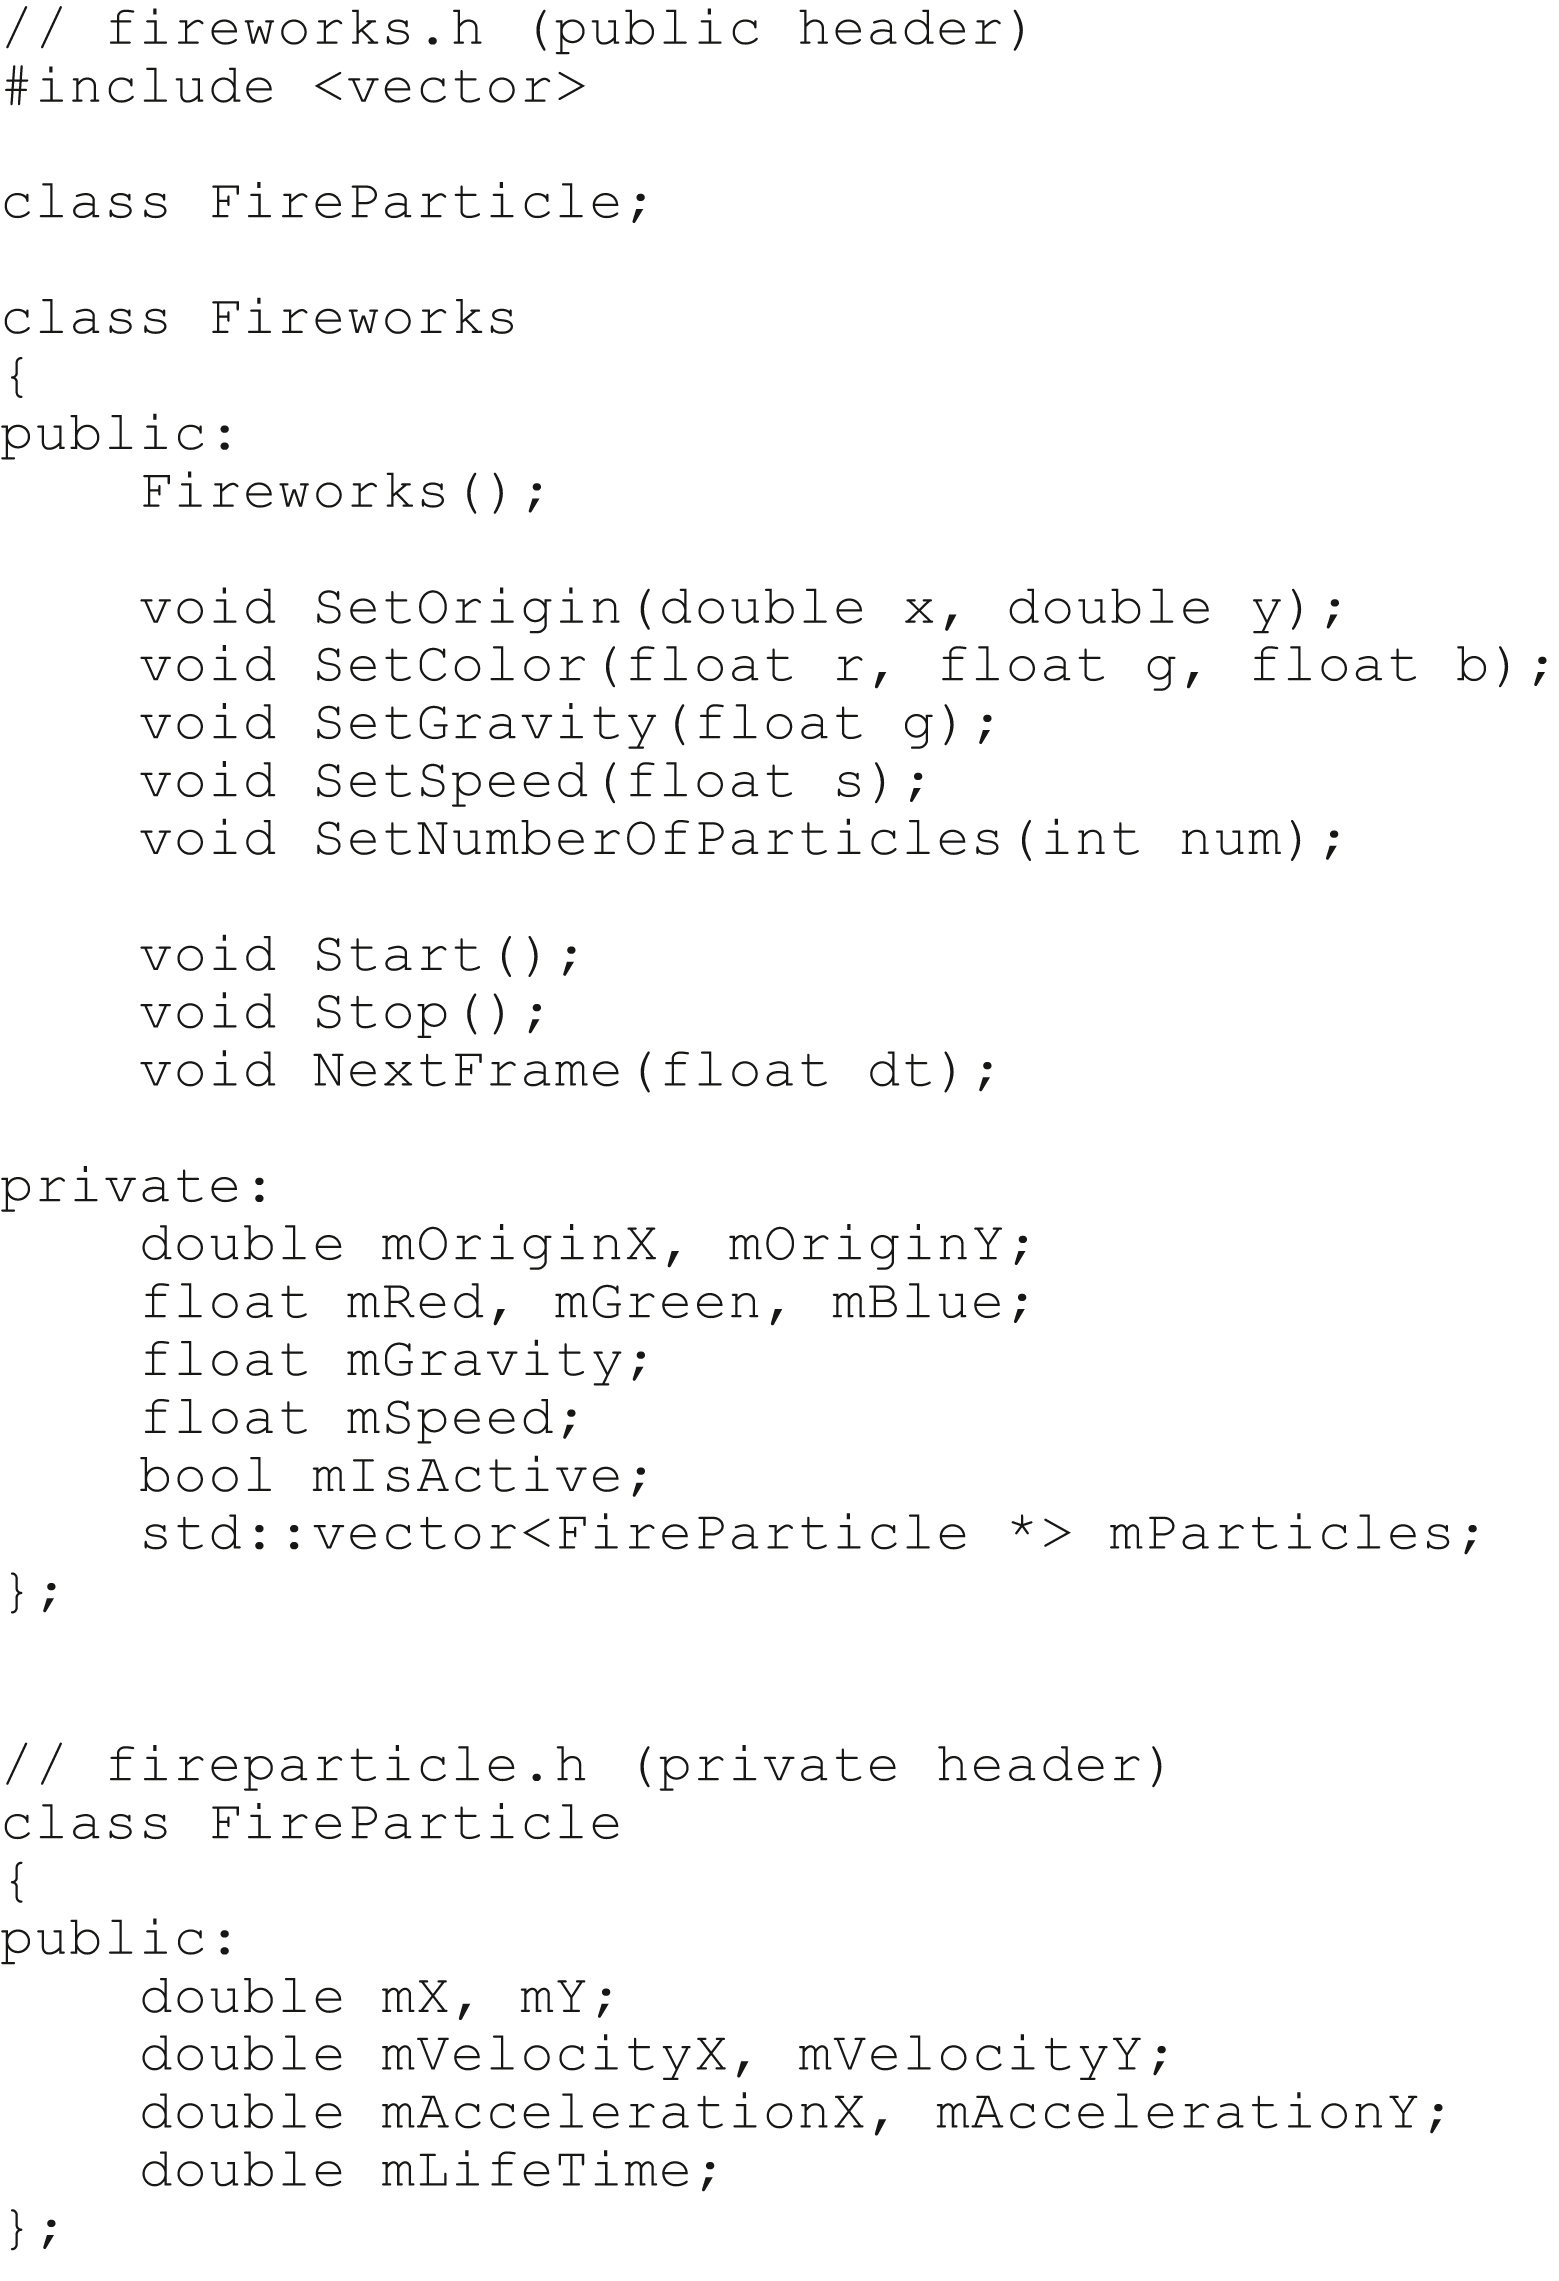 // fireworks.h (public header)
#include <vector>

class FireParticle;

class Fireworks
{
public:
    Fireworks();

    void SetOrigin(double x, double y);
    void SetColor(float r, float g, float b);
    void SetGravity(float g);
    void SetSpeed(float s);
    void SetNumberOfParticles(int num);

    void Start();
    void Stop();
    void NextFrame(float dt);

private:
    double mOriginX, mOriginY;
    float mRed, mGreen, mBlue;
    float mGravity;
    float mSpeed;
    bool mIsActive;
    std::vector<FireParticle *> mParticles;
};


// fireparticle.h (private header)
class FireParticle
{
public:
    double mX, mY;
    double mVelocityX, mVelocityY;
    double mAccelerationX, mAccelerationY;
    double mLifeTime;
};